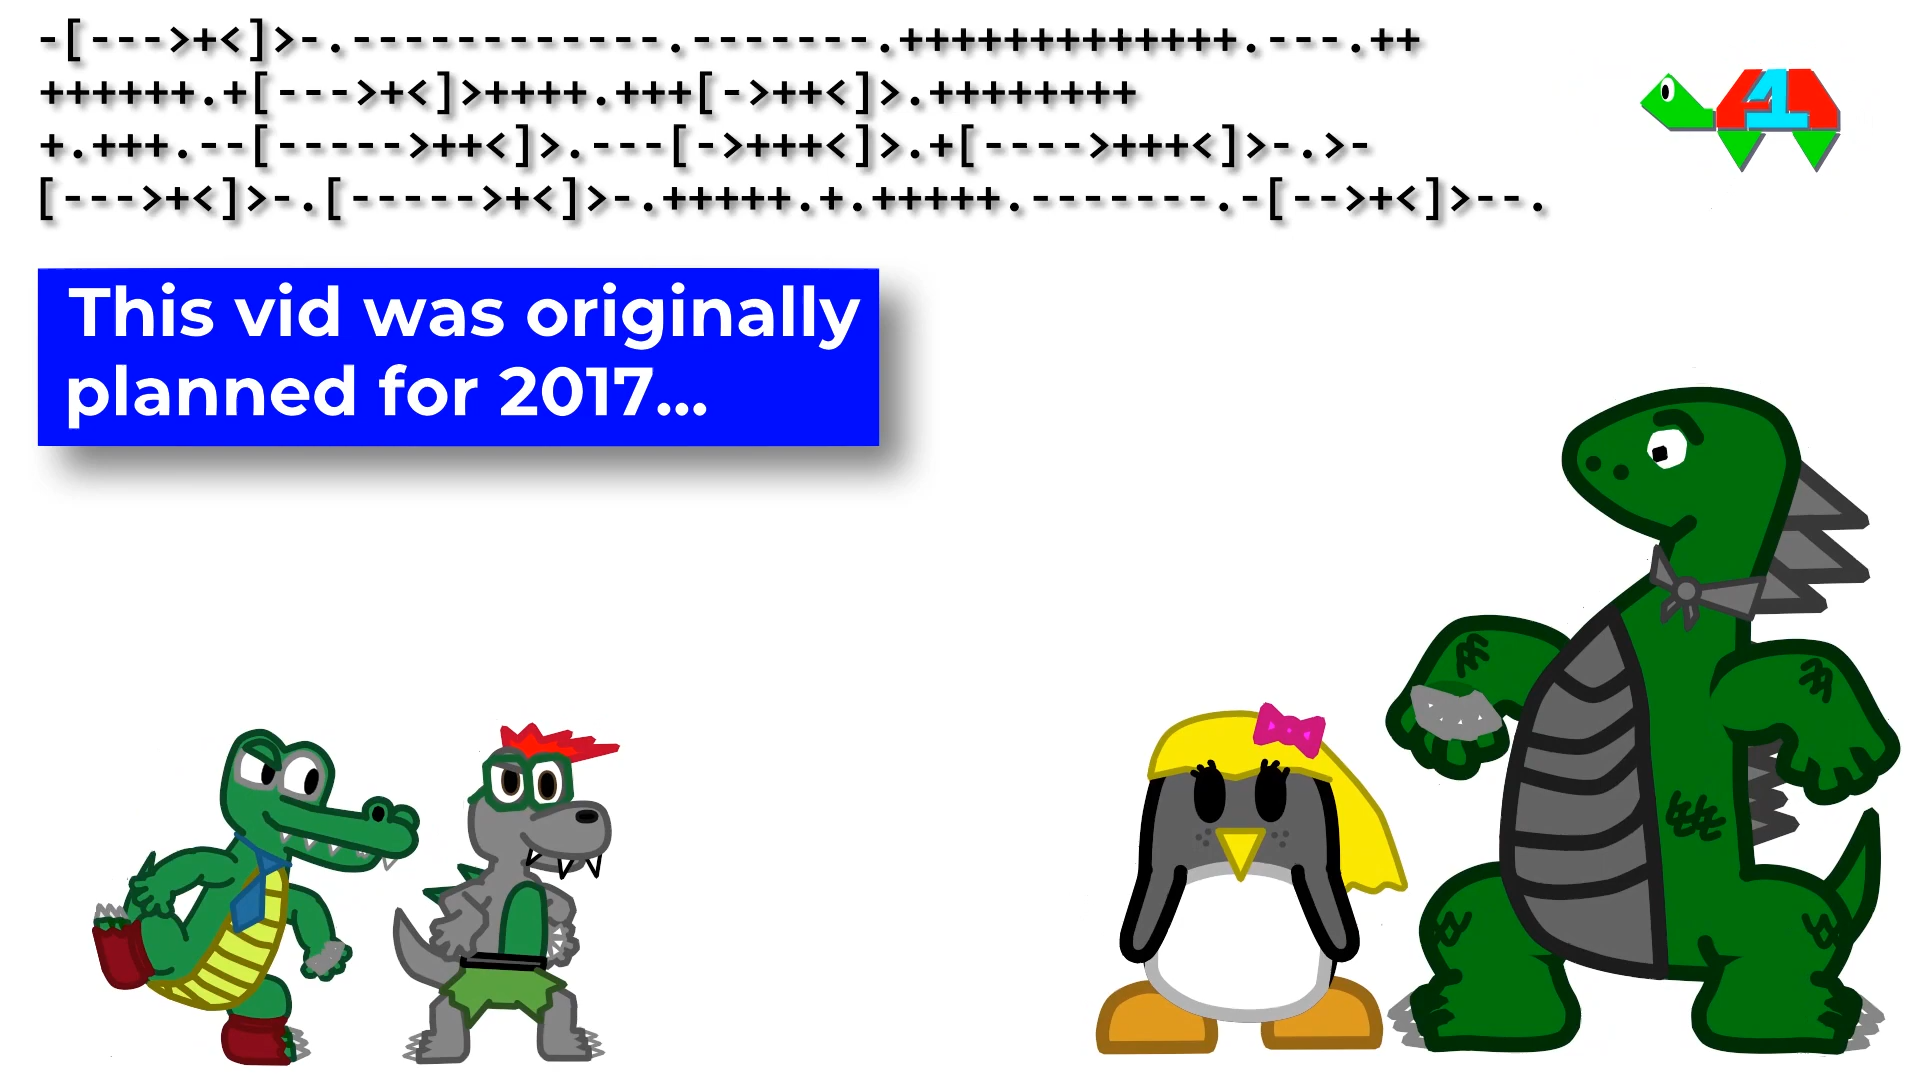 -[--->+<]>-.------------.-------.+++++++++++++.---.++
++++++.+[--->+<]>++++.+++[->++<]>.++++++++
+.+++.--[----->++<]>.---[->+++<]>.+[---->+++<]>-.>-
[--->+<]>-.[----->+<]>-.+++++.+.+++++.-------.-[-->+<]>--.
This vid was originally
planned for 2017...